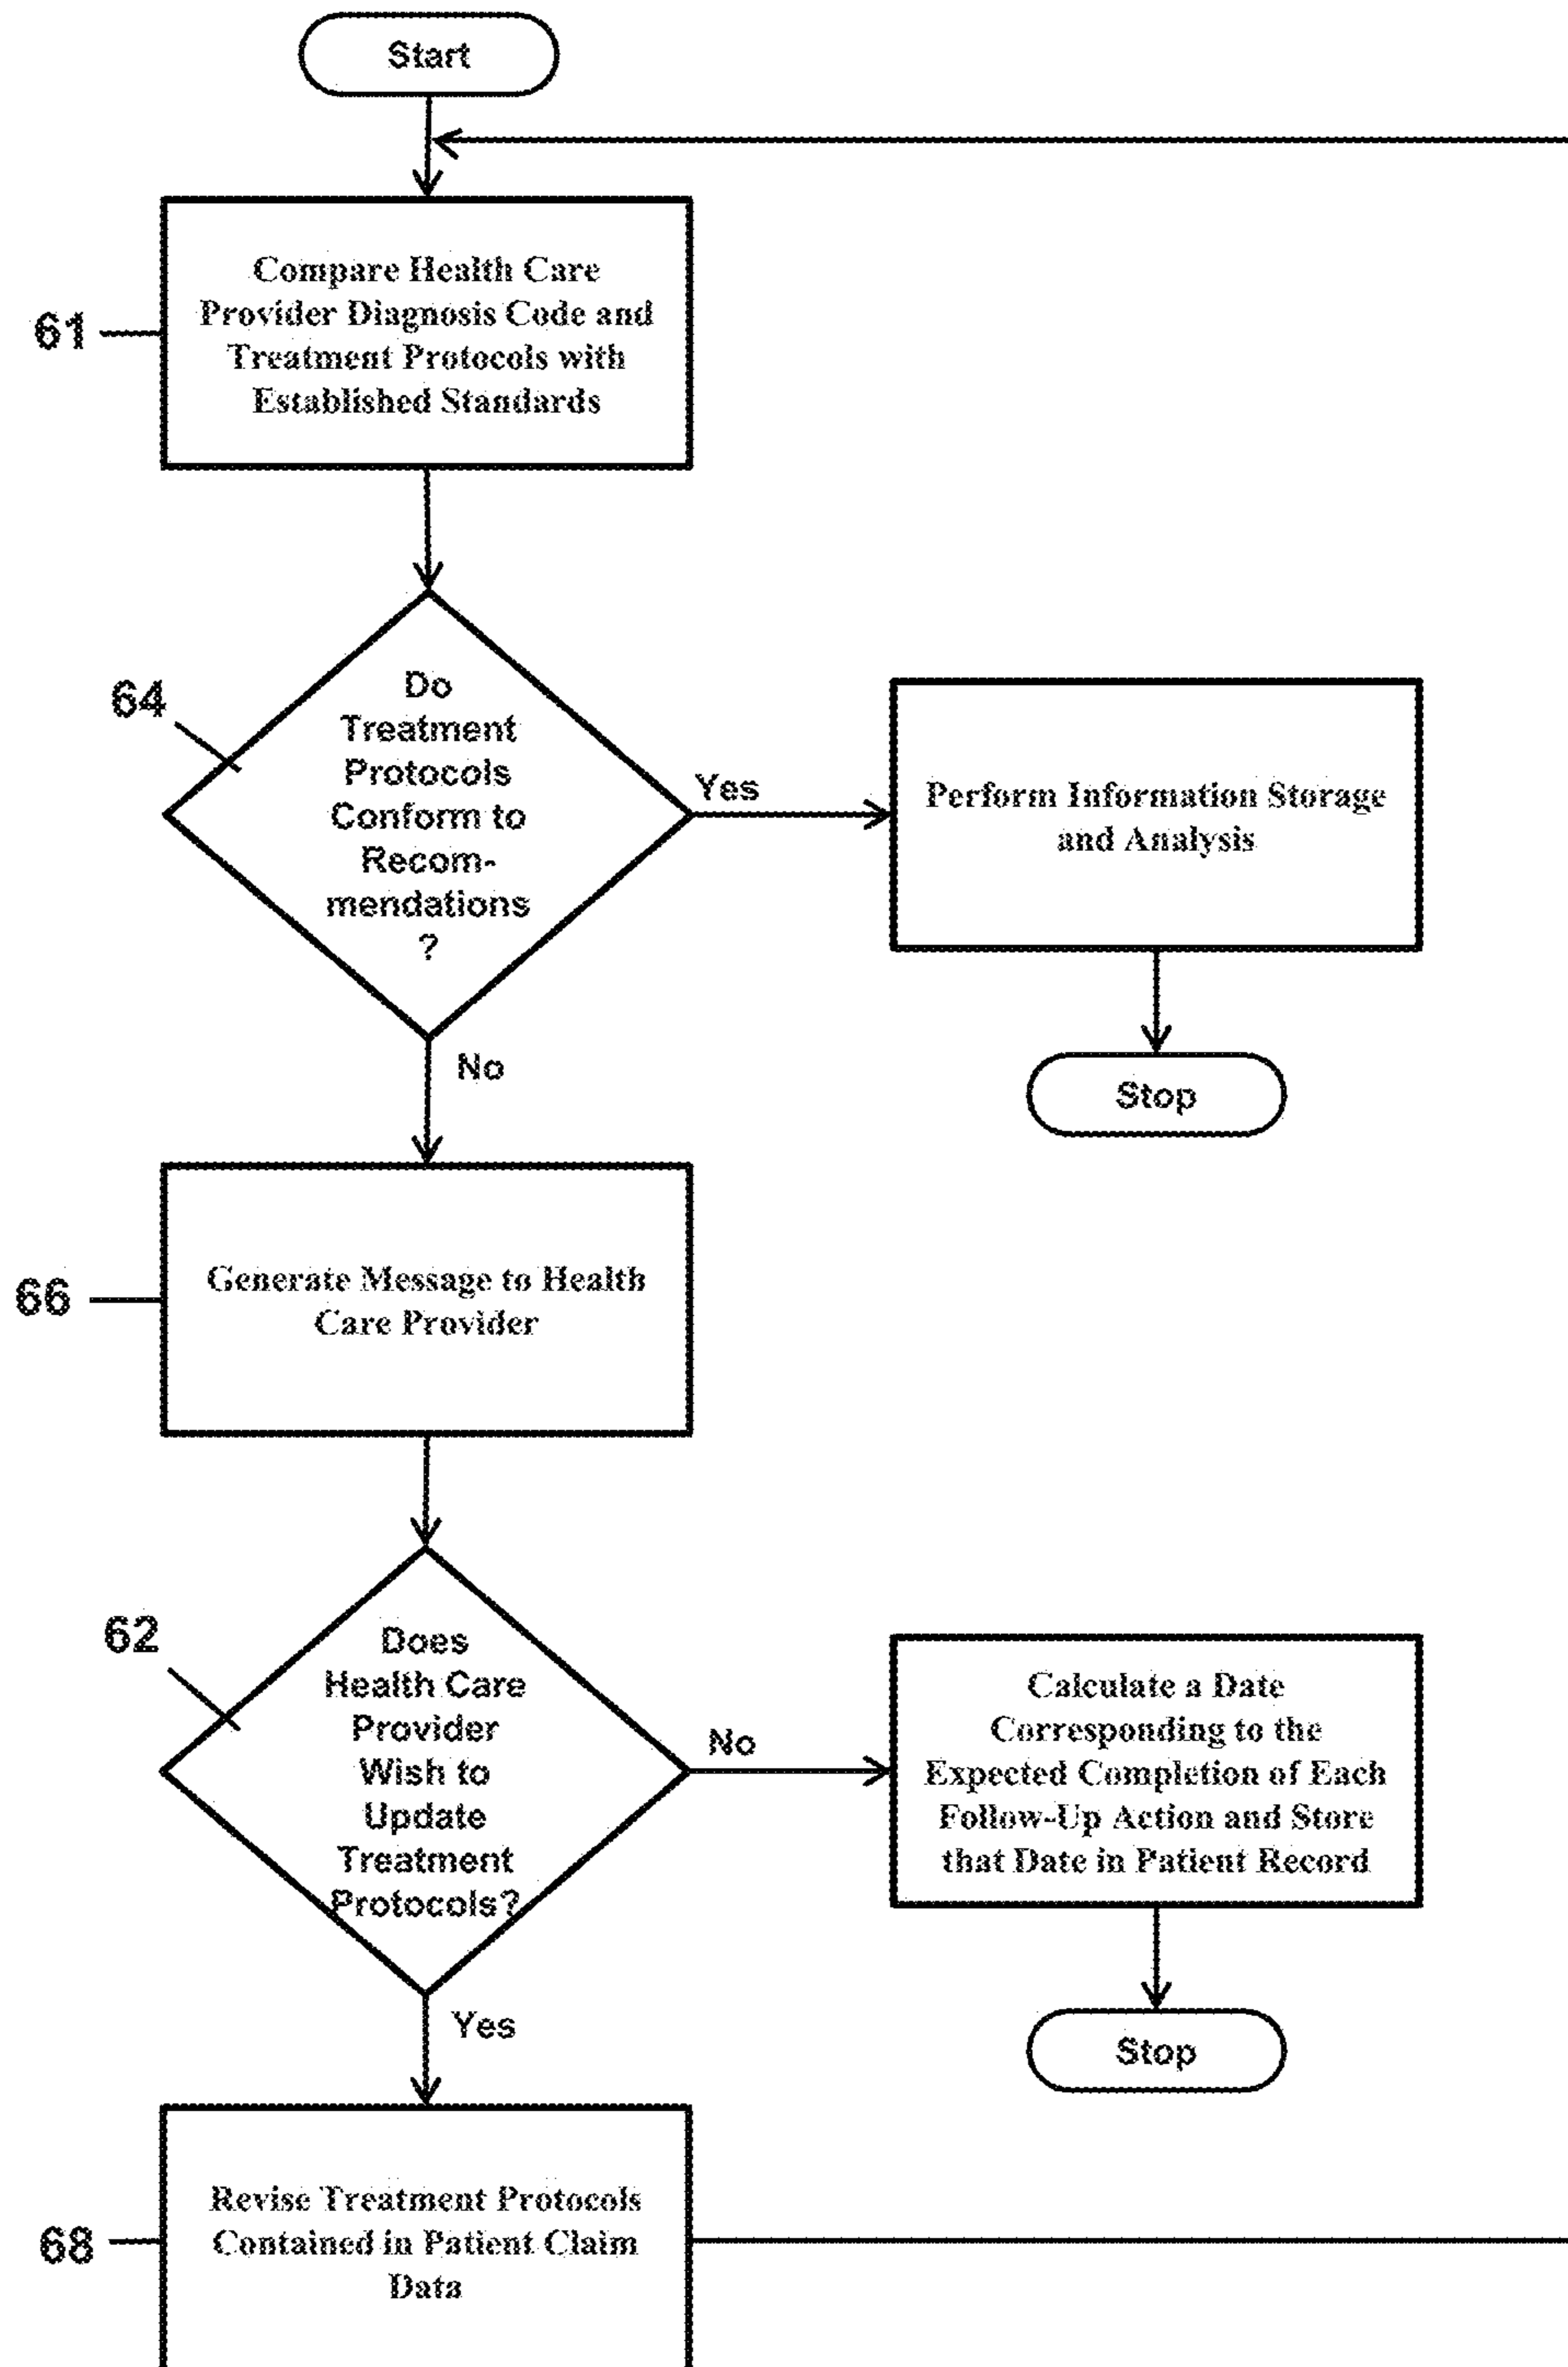 Start
Compare Health Care
Provider Diagnosis Code and
Treatment Protocols with
Established Standards
61
64
Do
Treatment
Protocols
Conform to
Recom-
mendations
?
Yes
Perform Information Storage
and Analysis
Stop
No
66
Generate Message to Health
Care Provider
62
Does
Health Care
Provider
Wish to
Update
Treatment
Protocols?
No
Calculate a Date
Corresponding to the
Expected Completion of Each
Follow-Up Action and Store
that Date in Patient Record
Stop
Yes
68
Revise Treatment Protocols
Contained in Patient Claim
Data